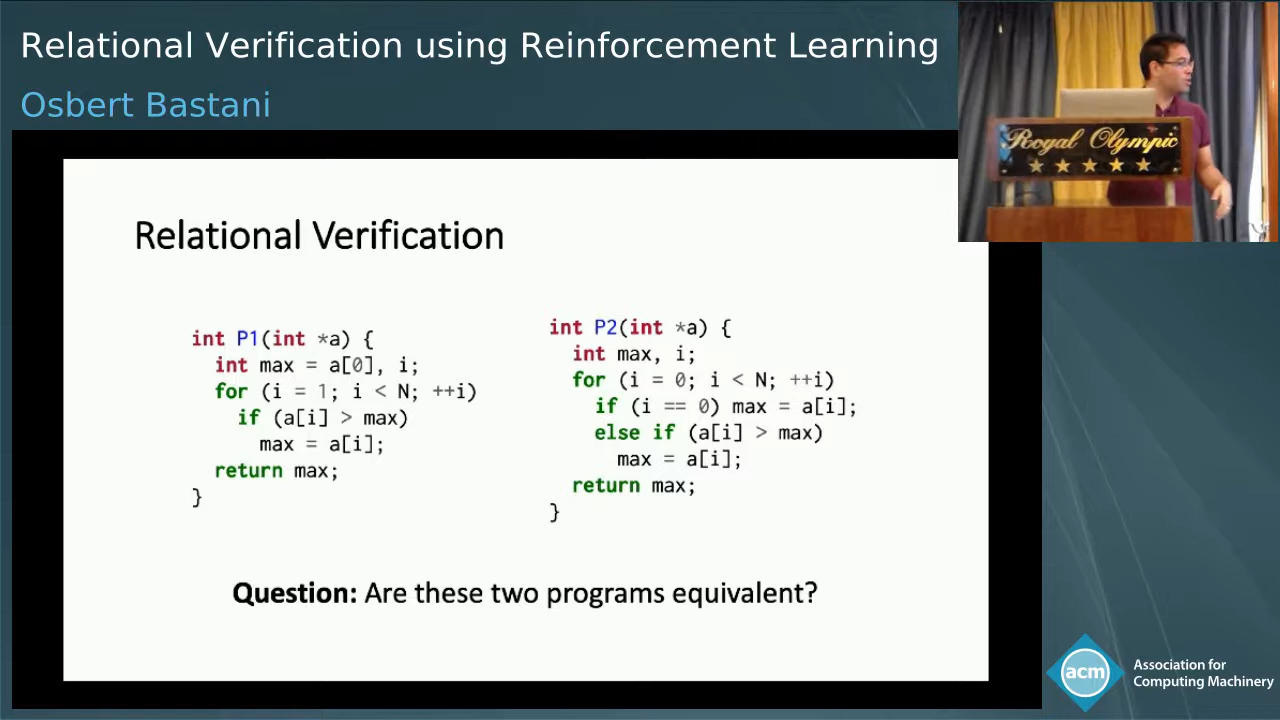 Relational Verification using Reinforcement Learning
Osbert Bastani
Royal Olympic
Relational Verification
int P1(int *a) {
  int max = a[0], i;
  for (i = 1; i < N; ++i)
    if (a[i] > max)
      max = a[i];
  return max;
}
int P2(int *a) {
  int max, i;
  for (i = 0; i < N; ++i)
    if (i == 0) max = a[i];
    else if (a[i] > max)
      max = a[i];
  return max;
}
Question: Are these two programs equivalent?
acm
Association for
Computing Machinery